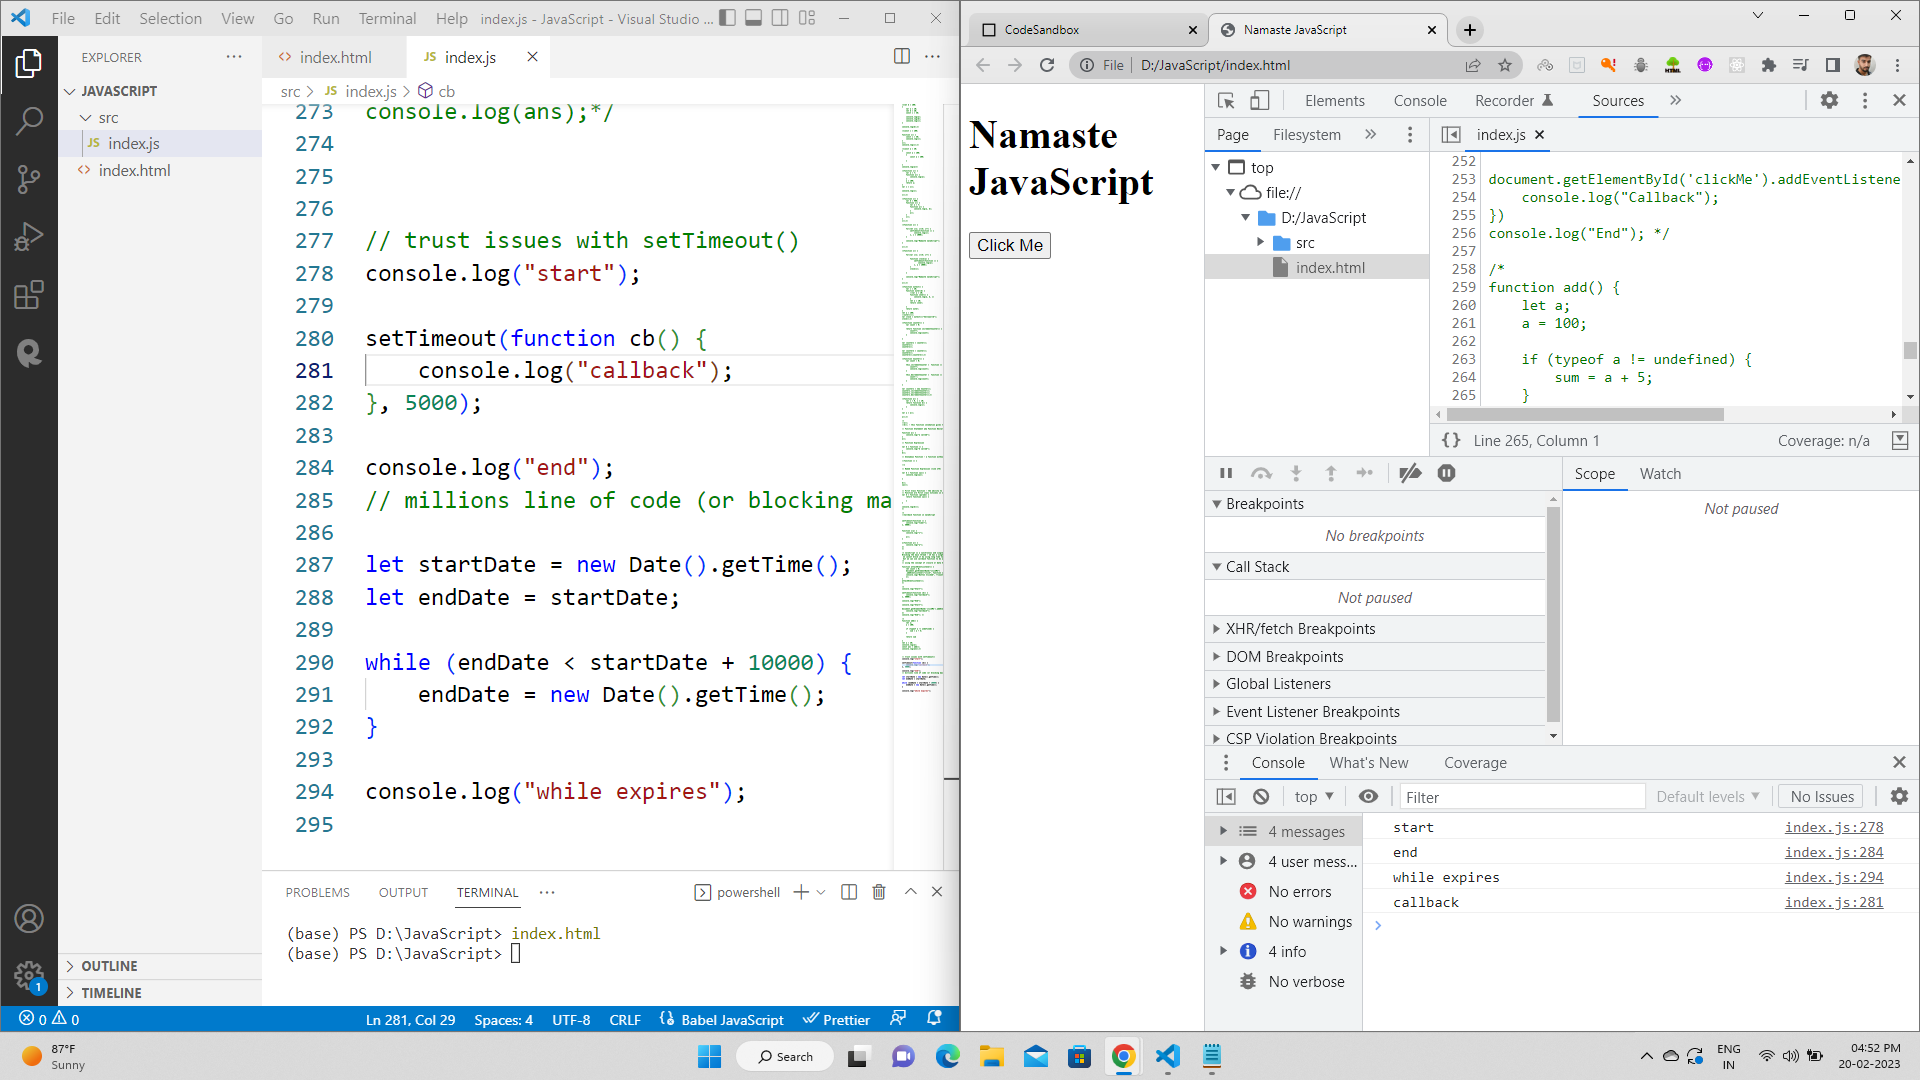 File Edit Selection View Go Run Terminal Help index.js - JavaScript - Visual Studio ...
EXPLORER
JAVASCRIPT
src
JS index.js
index.html
OUTLINE
TIMELINE
index.html
JS index.js
src > JS index.js > cb
273 console.log(ans);*/
274
275
276
277 // trust issues with setTimeout()
278 console.log("start");
279
280 setTimeout(function cb() {
281 console.log("callback");
282 }, 5000);
283
284 console.log("end");
285 // millions line of code (or blocking ma
286
287 let startDate = new Date().getTime();
288 let endDate = startDate;
289
290 while (endDate < startDate + 10000) {
291 endDate = new Date().getTime();
292 }
293
294 console.log("while expires");
295
PROBLEMS OUTPUT TERMINAL ... powershell
(base) PS D:\JavaScript> index.html
(base) PS D:\JavaScript>
1
0 0 Ln 281, Col 29 Spaces: 4 UTF-8 CRLF Babel JavaScript Prettier
CodeSandbox
Namaste JavaScript
File D:/JavaScript/index.html
Namaste
JavaScript
Click Me
Elements Console Recorder Sources »
Page Filesystem »
top
file://
D:/JavaScript
src
index.html
index.js
252
253 document.getElementById('clickMe').addEventListene
254 console.log("Callback");
255 })
256 console.log("End"); */
257
258 /*
259 function add() {
260 let a;
261 a = 100;
262
263 if (typeof a != undefined) {
264 sum = a + 5;
265 }
{} Line 265, Column 1 Coverage: n/a
Breakpoints
No breakpoints
Call Stack
Not paused
XHR/fetch Breakpoints
DOM Breakpoints
Global Listeners
Event Listener Breakpoints
CSP Violation Breakpoints
Scope Watch
Not paused
Console What's New Coverage
top Filter Default levels No Issues
4 messages
4 user mess...
No errors
No warnings
4 info
No verbose
start index.js:278
end index.js:284
while expires index.js:294
callback index.js:281
>
87°F
Sunny
Search
ENG
IN
04:52 PM
20-02-2023